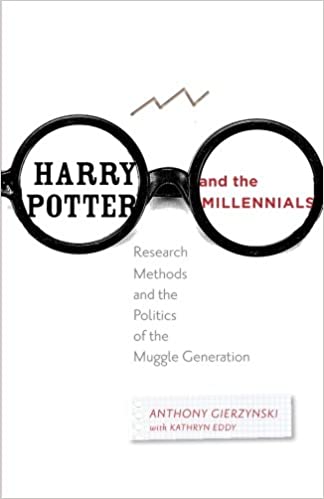 HARRY
POTTER
and the
MILLENNIALS
Research
Methods
and the
Politics
of the
Muggle Generation
ANTHONY GIERZYNSKI
with KATHRYN EDDY